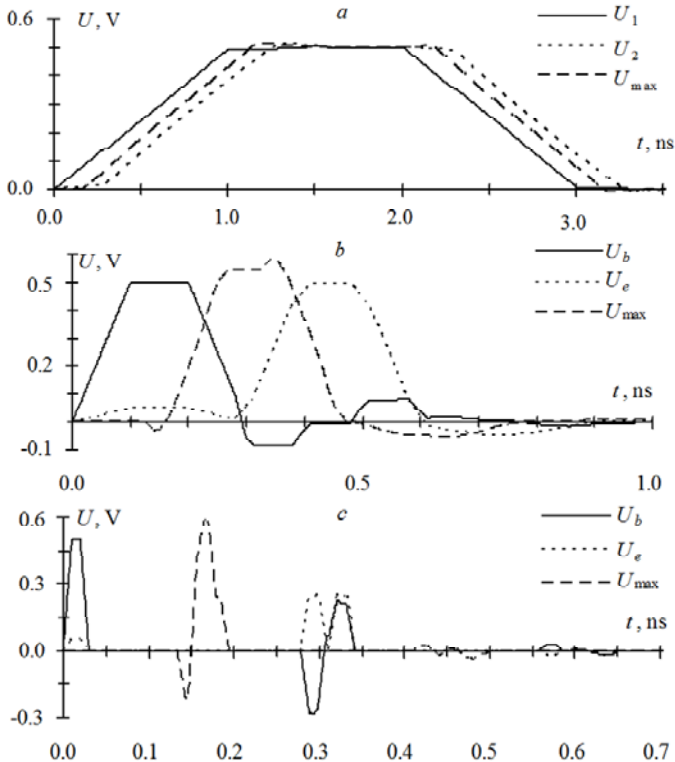 0.6 U, V a U1
U2
Umax
t, ns
0.0
0.0 1.0 2.0 3.0
U, V b Ub
0.5 Ue
Umax
0.2
t, ns
-0.1
0.0 0.5 1.0
0.6 U, V c Ub
Ue
0.3 Umax
t, ns
0.0
-0.3
0.0 0.1 0.2 0.3 0.4 0.5 0.6 0.7